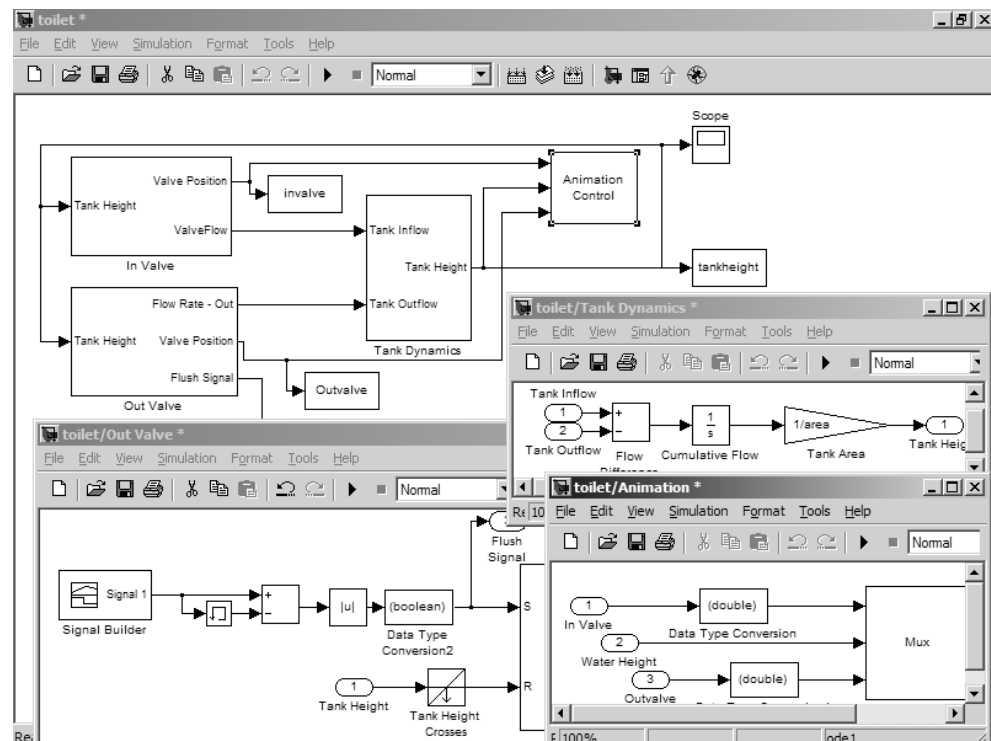 toilet *
File Edit View Simulation Format Tools Help
Normal
Scope
Valve Position
Tank Height
ValveFlow
In Valve
invalve
Tank Inflow
Tank Height
Tank Outflow
Tank Dynamics
Animation
Control
tankheight
Flow Rate - Out
Tank Height
Valve Position
Flush Signal
Out Valve
Outvalve
toilet/Tank Dynamics *
File Edit View Simulation Format Tools Help
Normal
Tank Inflow
1
2
Tank Outflow
+
−
Flow
1
s
Cumulative Flow
1/area
Tank Area
1
toilet/Out Valve *
File Edit View Simulation Format Tools Help
Normal
Flush
Signal
Signal 1
Signal Builder
+
−
|u|
(boolean)
Data Type
Conversion2
S
R
1
Tank Height
Tank Height
Crosses
toilet/Animation *
File Edit View Simulation Format Tools Help
Normal
1
In Valve
(double)
Data Type Conversion
2
Water Height
3
Outvalve
(double)
Mux
100%
ode1